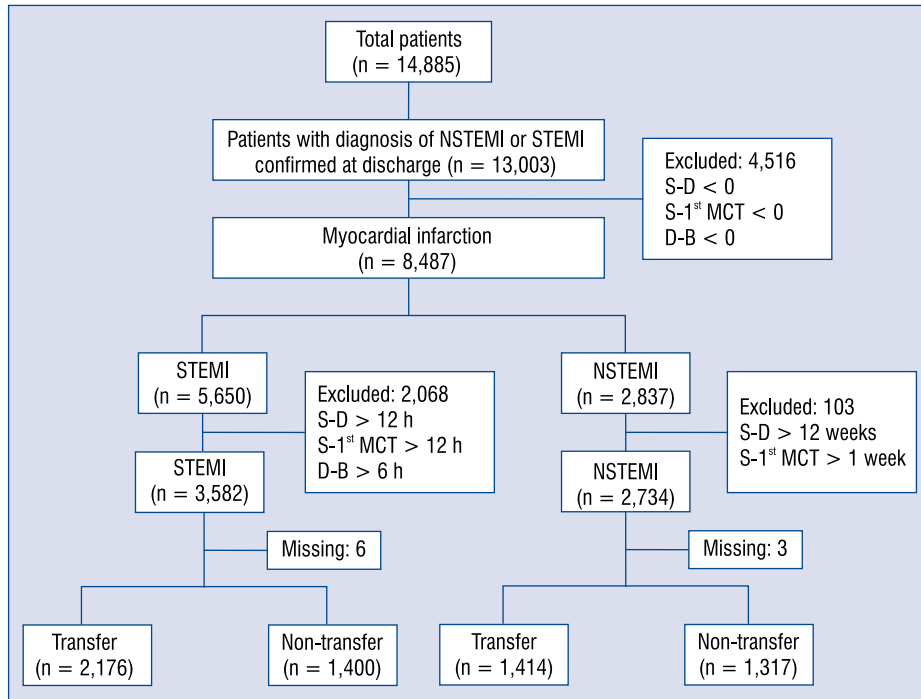 Total patients
(n = 14,885)
Patients with diagnosis of NSTEMI or STEMI
confirmed at discharge (n = 13,003)
Excluded: 4,516
S-D < 0
S-1st MCT < 0
D-B < 0
Myocardial infarction
(n = 8,487)
STEMI
(n = 5,650)
Excluded: 2,068
S-D > 12 h
S-1st MCT > 12 h
D-B > 6 h
NSTEMI
(n = 2,837)
Excluded: 103
S-D > 12 weeks
S-1st MCT > 1 week
STEMI
(n = 3,582)
NSTEMI
(n = 2,734)
Missing: 6
Missing: 3
Transfer
(n = 2,176)
Non-transfer
(n = 1,400)
Transfer
(n = 1,414)
Non-transfer
(n = 1,317)